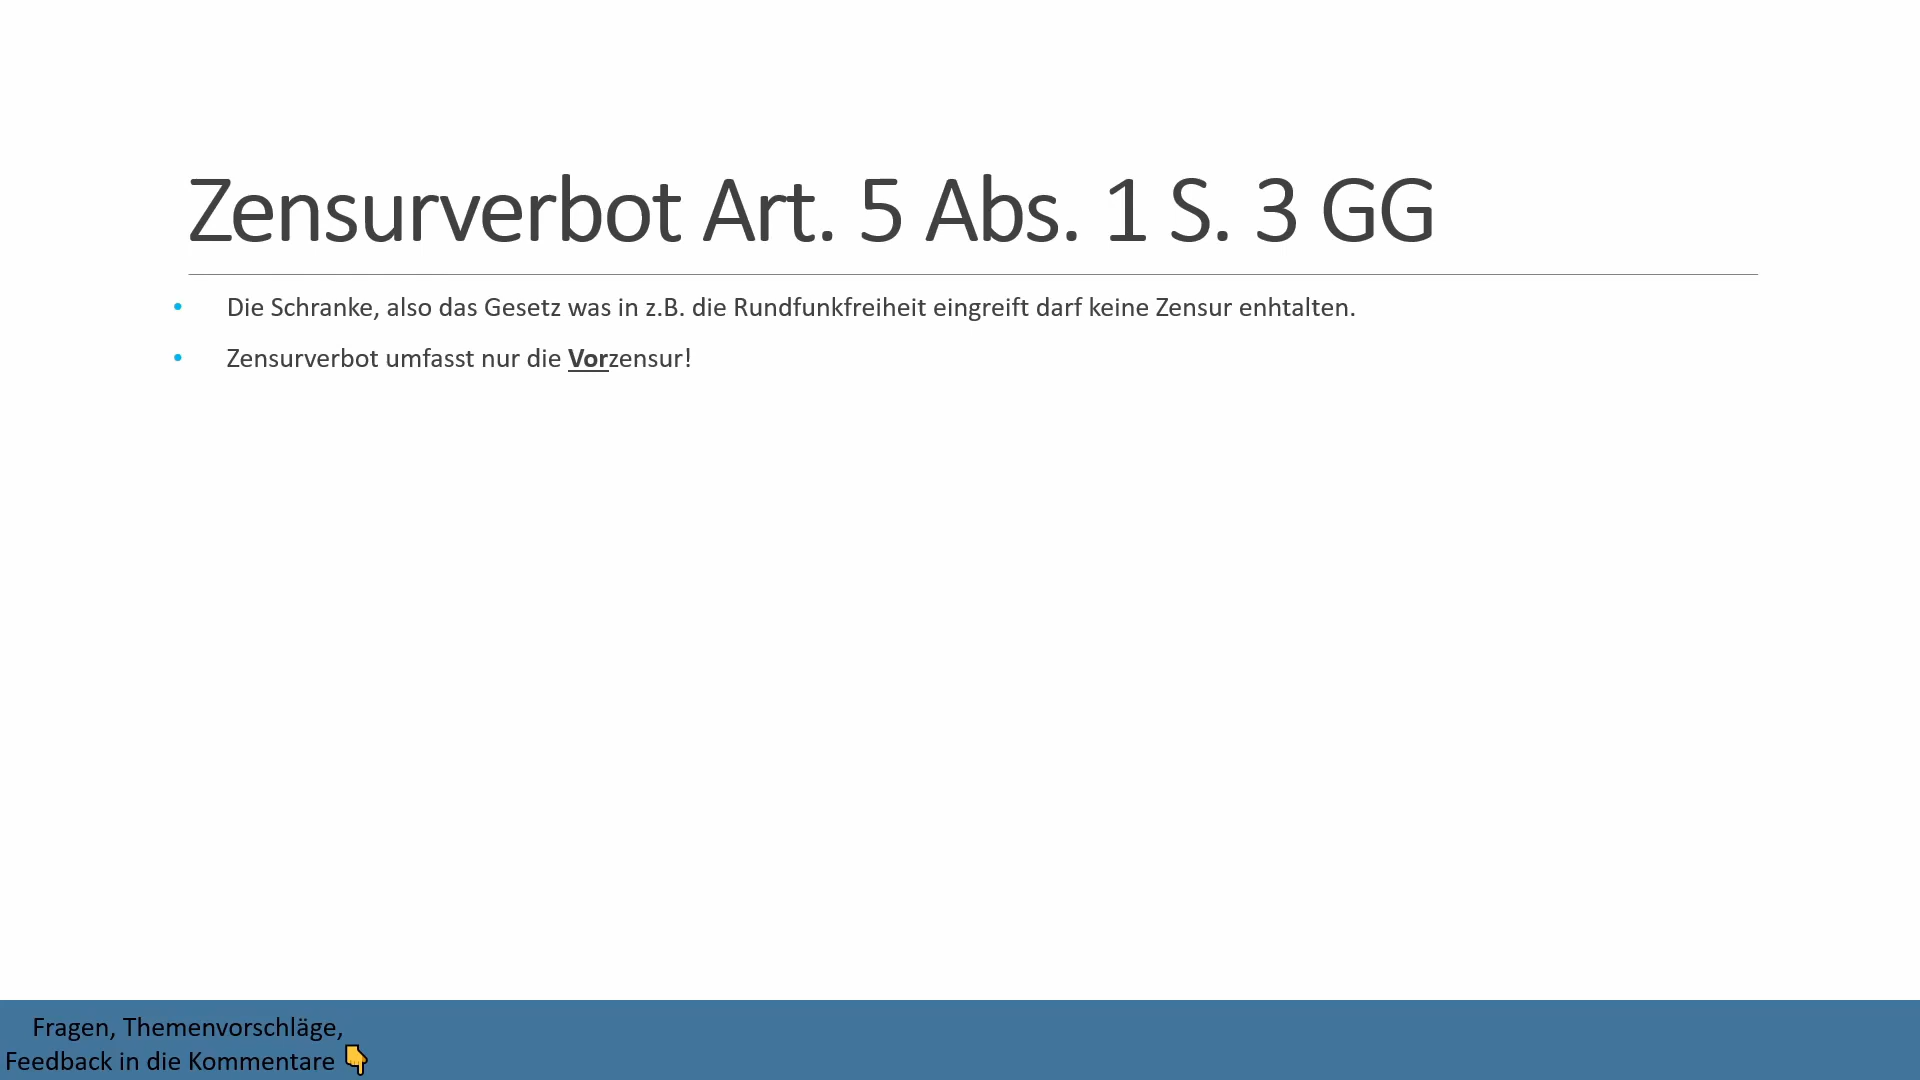 Zensurverbot Art. 5 Abs. 1 S. 3 GG
• Die Schranke, also das Gesetz was in z.B. die Rundfunkfreiheit eingreift darf keine Zensur enhtalten.
• Zensurverbot umfasst nur die Vorzensur!
Fragen, Themenvorschläge,
Feedback in die Kommentare 👇